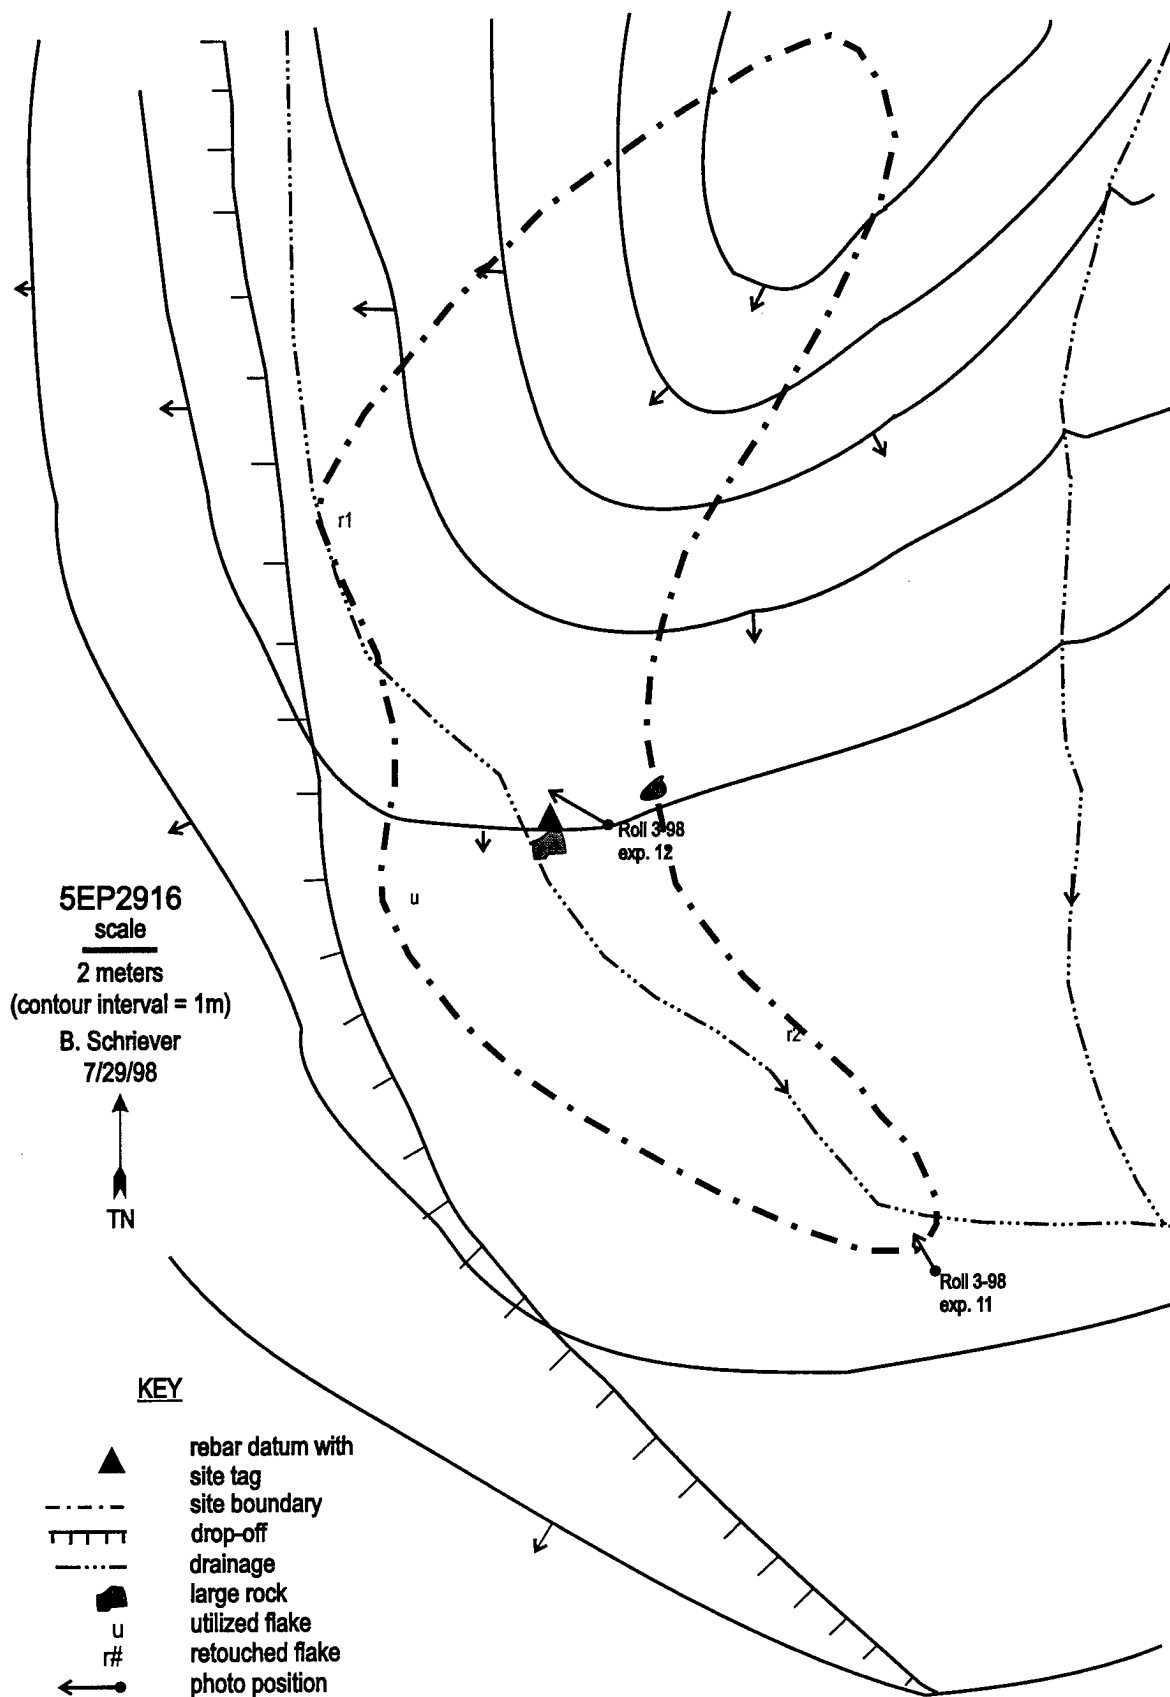 r1
Roll 3-98
exp. 12
u
5EP2916
scale
2 meters
(contour interval = 1m)
B. Schriever
7/29/98
TN
r2
Roll 3-98
exp. 11
KEY
rebar datum with
site tag
site boundary
drop-off
drainage
large rock
u utilized flake
r# retouched flake
photo position